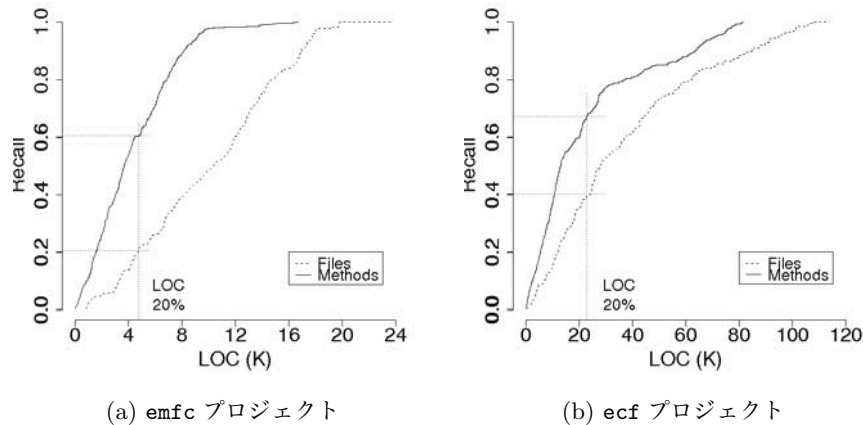 1.0
0.8
0.6
0.4
0.2
0.0
Recall
Files
Methods
LOC
20%
0 4 8 12 16 20 24
LOC (K)
(a) emfc プロジェクト
1.0
0.8
0.6
0.4
0.2
0.0
Recall
Files
Methods
LOC
20%
0 20 40 60 80 100 120
LOC (K)
(b) ecf プロジェクト